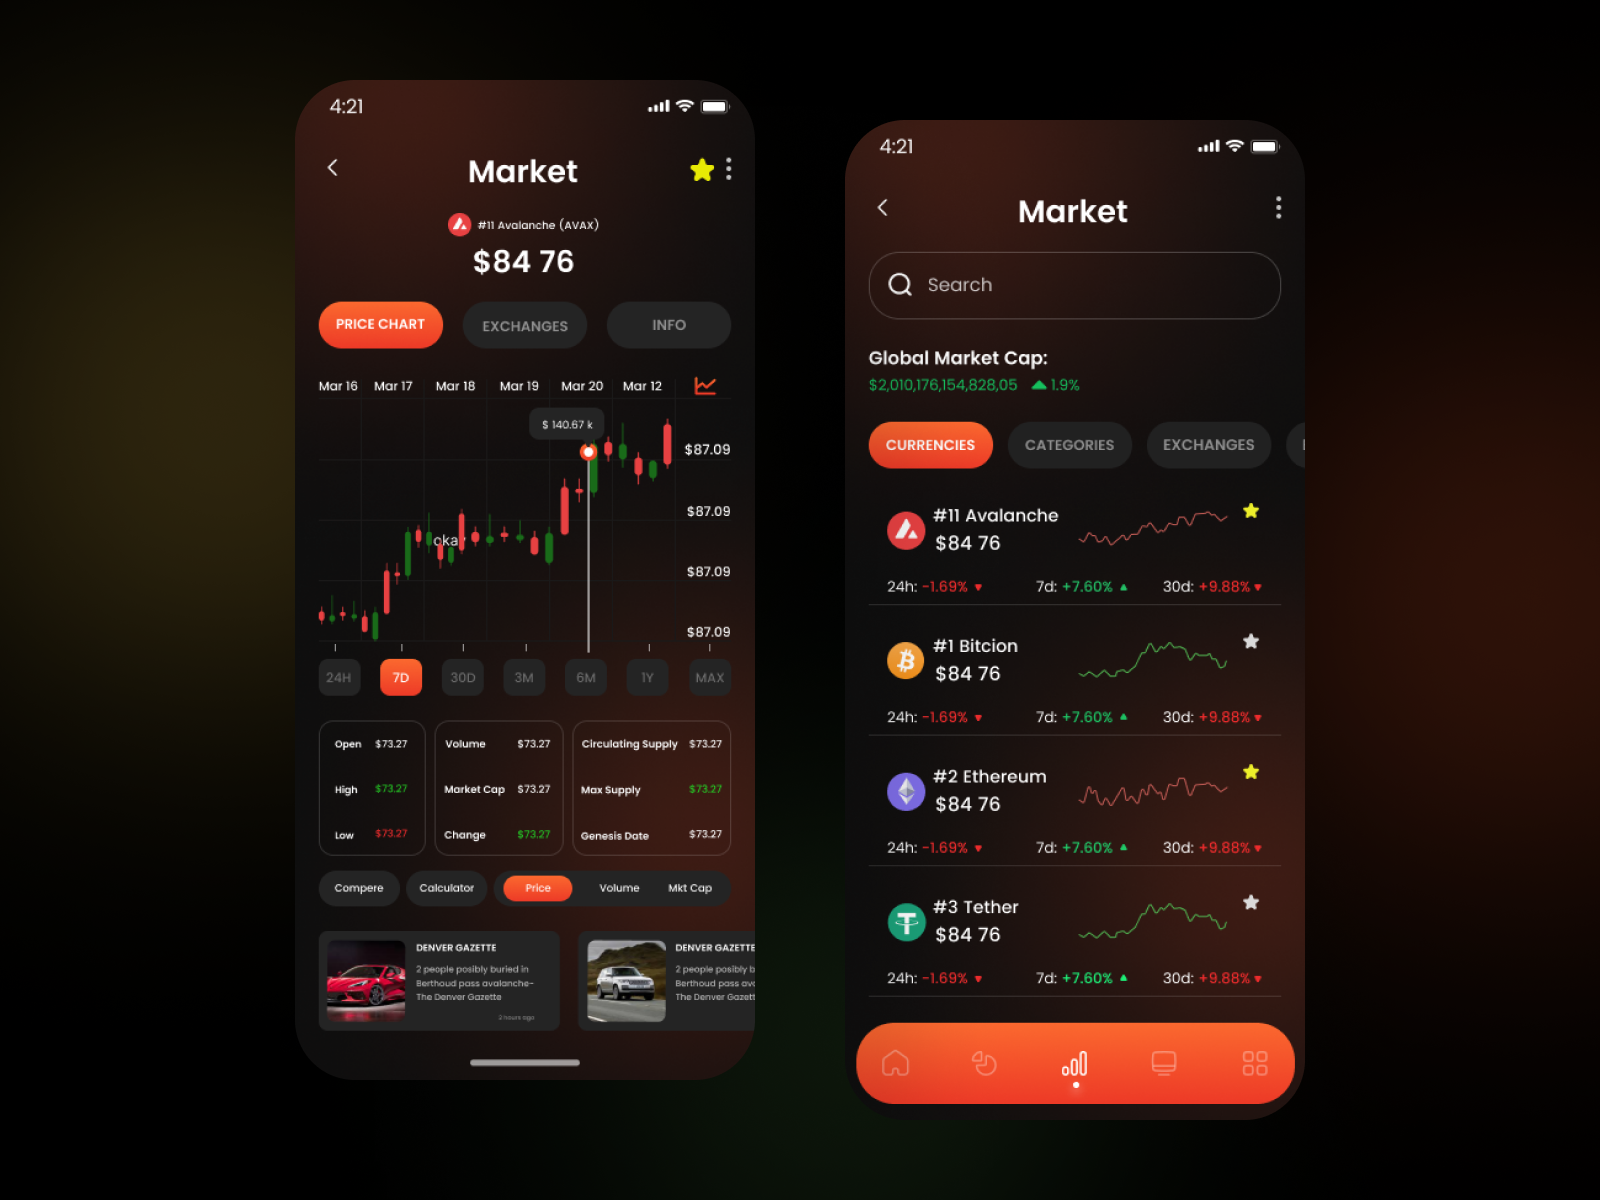 4:21
Market
#11 Avalanche (AVAX)
$84 76
PRICE CHART EXCHANGES INFO
Mar 16 Mar 17 Mar 18 Mar 19 Mar 20 Mar 12
$ 140.67 k
$87.09
$87.09
okay
$87.09
$87.09
24H 7D 30D 3M 6M 1Y MAX
Open $73.27
High $73.27
Low $73.27
Volume $73.27
Market Cap $73.27
Change $73.27
Circulating Supply $73.27
Max Supply $73.27
Genesis Date $73.27
Compere Calculator Price Volume Mkt Cap
DENVER GAZETTE
2 people posibly buried in
Berthoud pass avalanche-
The Denver Gazette
2 hours ago
DENVER GAZETTE
2 people posibly b
Berthoud pass ava
The Denver Gazett
4:21
Market
Search
Global Market Cap:
$2,010,176,154,828,05 1.9%
CURRENCIES CATEGORIES EXCHANGES
#11 Avalanche
$84 76
24h: -1.69% 7d: +7.60% 30d: +9.88%
#1 Bitcion
$84 76
24h: -1.69% 7d: +7.60% 30d: +9.88%
#2 Ethereum
$84 76
24h: -1.69% 7d: +7.60% 30d: +9.88%
#3 Tether
$84 76
24h: -1.69% 7d: +7.60% 30d: +9.88%